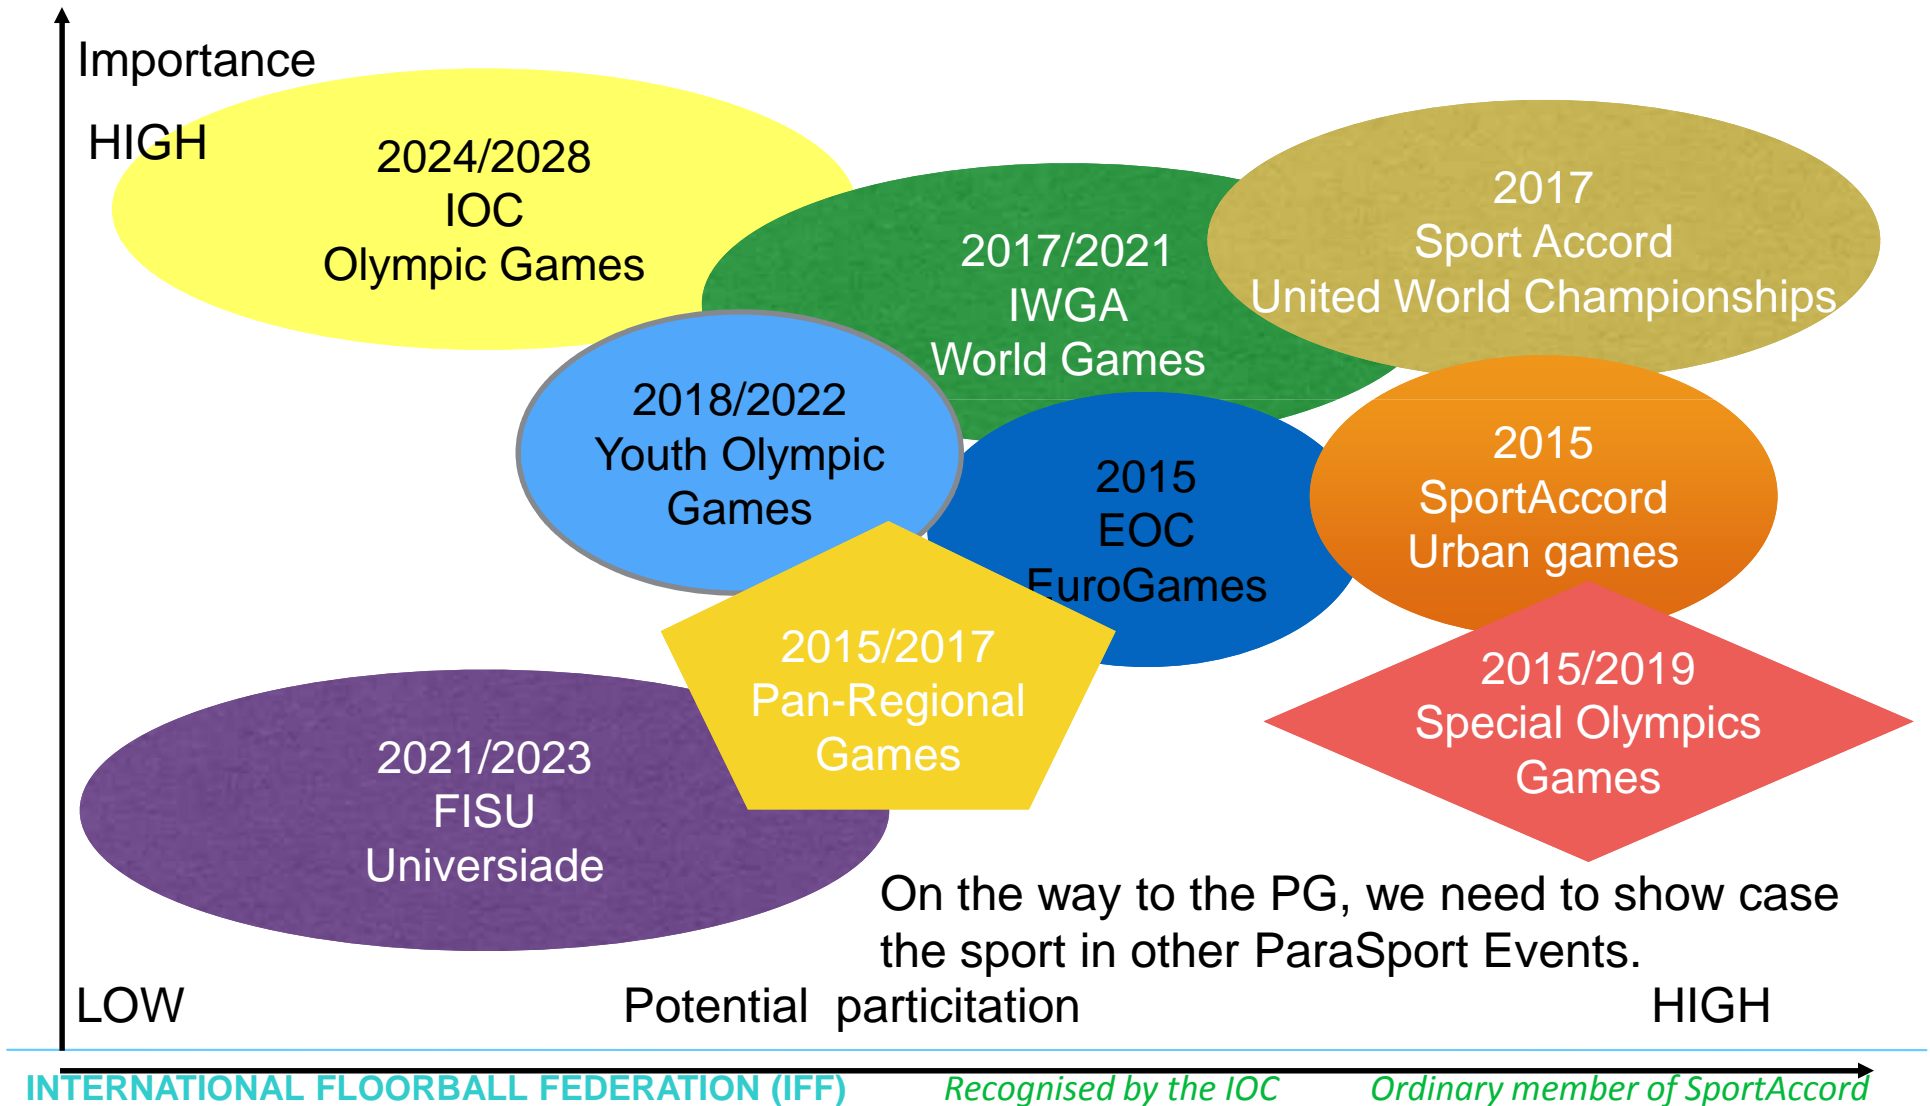 Importance
HIGH
2024/2028
IOC
Olympic Games
2017/2021
IWGA
World Games
2017
Sport Accord
United World Championships
2018/2022
Youth Olympic
Games
2015
EOC
EuroGames
2015
SportAccord
Urban games
2015/2017
Pan-Regional
Games
2015/2019
Special Olympics
Games
2021/2023
FISU
Universiade
On the way to the PG, we need to show case
the sport in other ParaSport Events.
LOW
Potential particitation
HIGH
INTERNATIONAL FLOORBALL FEDERATION (IFF)
Recognised by the IOC
Ordinary member of SportAccord